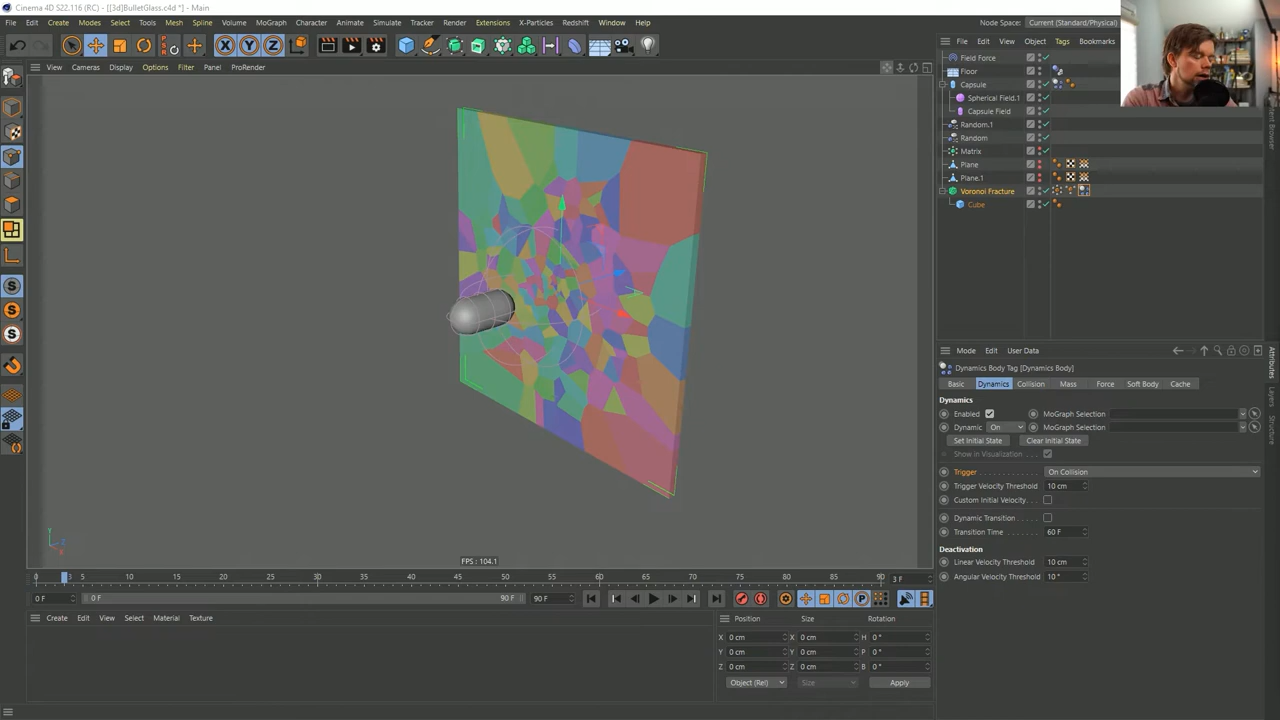 Cinema 4D S22.116 (RC) - [[3d]BulletGlass.c4d *] - Main
File Edit Create Modes Select Tools Mesh Spline Volume MoGraph Character Animate Simulate Tracker Render Extensions X-Particles Redshift Window Help
Node Space: Current (Standard/Physical)
View Cameras Display Options Filter Panel ProRender
File Edit View Object Tags Bookmarks
Field Force
Floor
Capsule
Spherical Field.1
Capsule Field
Random.1
Random
Matrix
Plane
Plane.1
Voronoi Fracture
Cube
Attributes
Layers
Structure
Mode Edit User Data
Dynamics Body Tag [Dynamics Body]
Basic Dynamics Collision Mass Force Soft Body Cache
Dynamics
Enabled MoGraph Selection
Dynamic On MoGraph Selection
Set Initial State Clear Initial State
Show in Visualization
Trigger On Collision
Trigger Velocity Threshold 10 cm
Custom Initial Velocity
Dynamic Transition
Transition Time 60 F
Deactivation
Linear Velocity Threshold 10 cm
Angular Velocity Threshold 10 °
Y
Z
X
FPS : 104.1
0 3 5 10 15 20 25 30 35 40 45 50 55 60 65 70 75 80 85 90 3 F
0 F 0 F 90 F 90 F
Create Edit View Select Material Texture
Position Size Rotation
X 0 cm X 0 cm H 0 °
Y 0 cm Y 0 cm P 0 °
Z 0 cm Z 0 cm B 0 °
Object (Rel) Size Apply